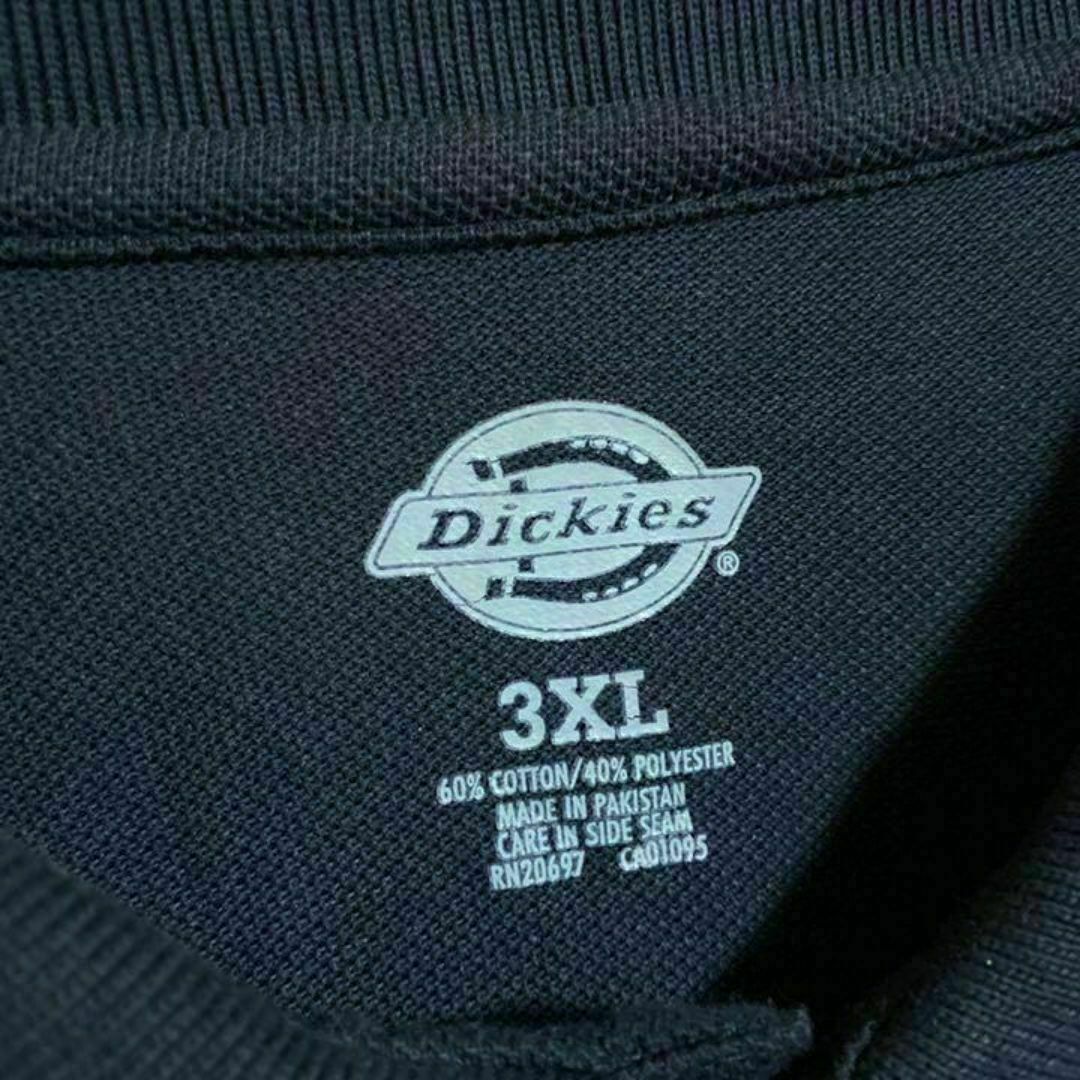 Dickies
®
3XL
60% COTTON/40% POLYESTER
MADE IN PAKISTAN
CARE IN SIDE SEAM
RN20697 CA01095